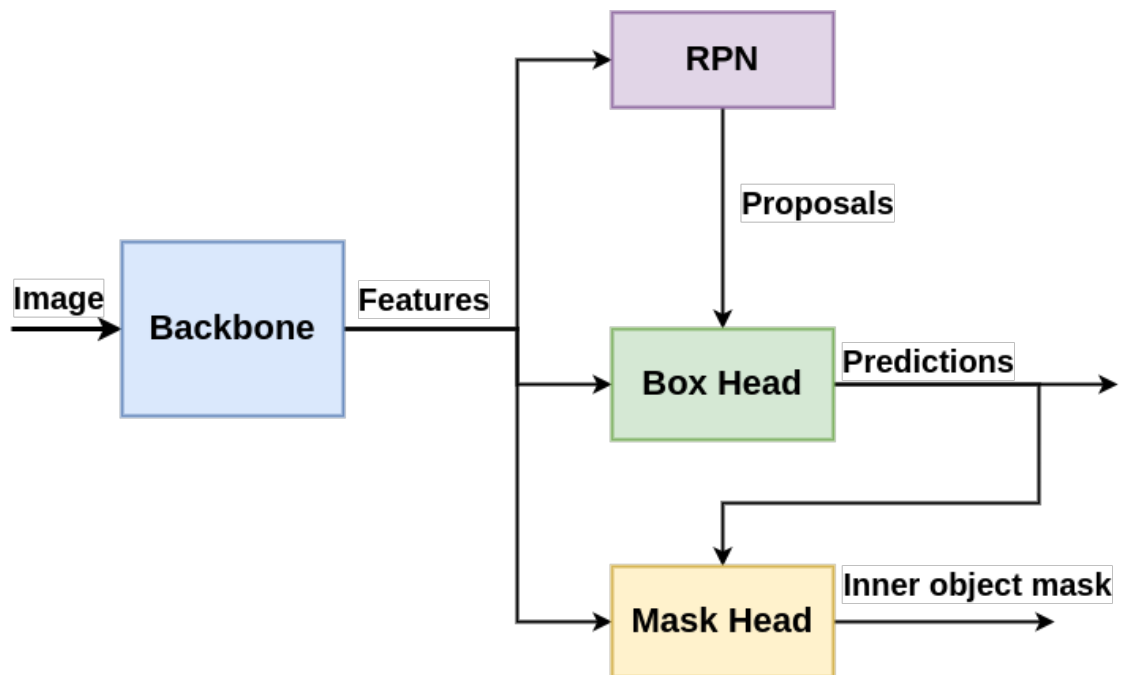 RPN
Proposals
Image
Features
Backbone
Predictions
Box Head
Inner object mask
Mask Head